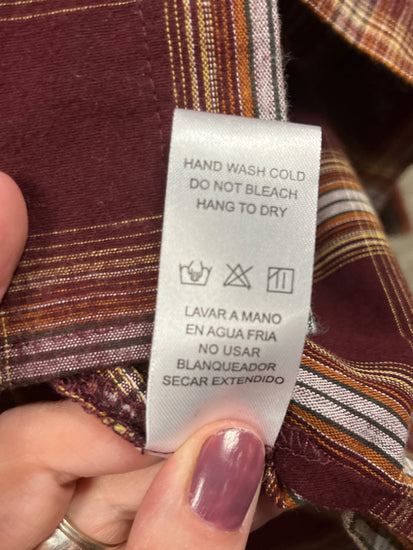 HAND WASH COLD
DO NOT BLEACH
HANG TO DRY
LAVAR A MANO
EN AGUA FRIA
NO USAR
BLANQUEADOR
SECAR EXTENDIDO